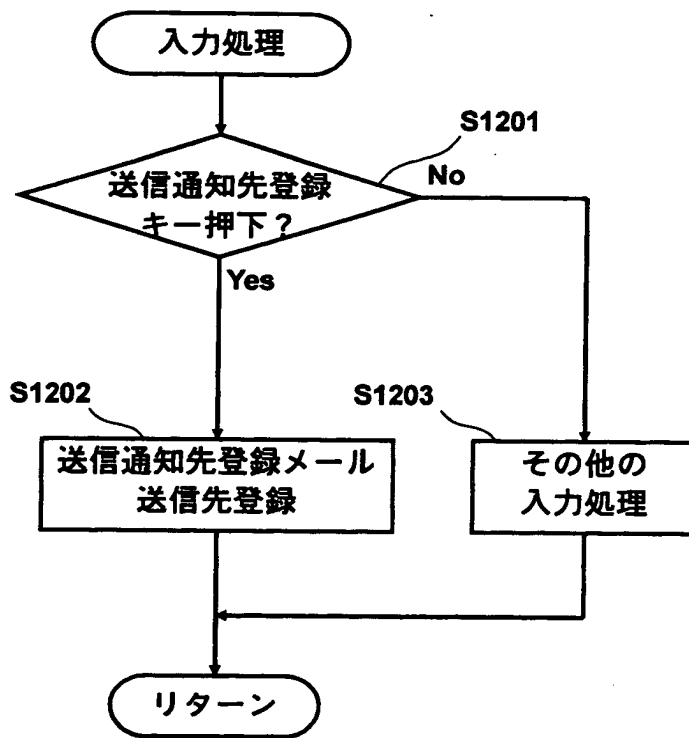 入力処理
S1201
送信通知先登録
キー押下？
No
Yes
S1202
送信通知先登録メール
送信先登録
S1203
その他の
入力処理
リターン